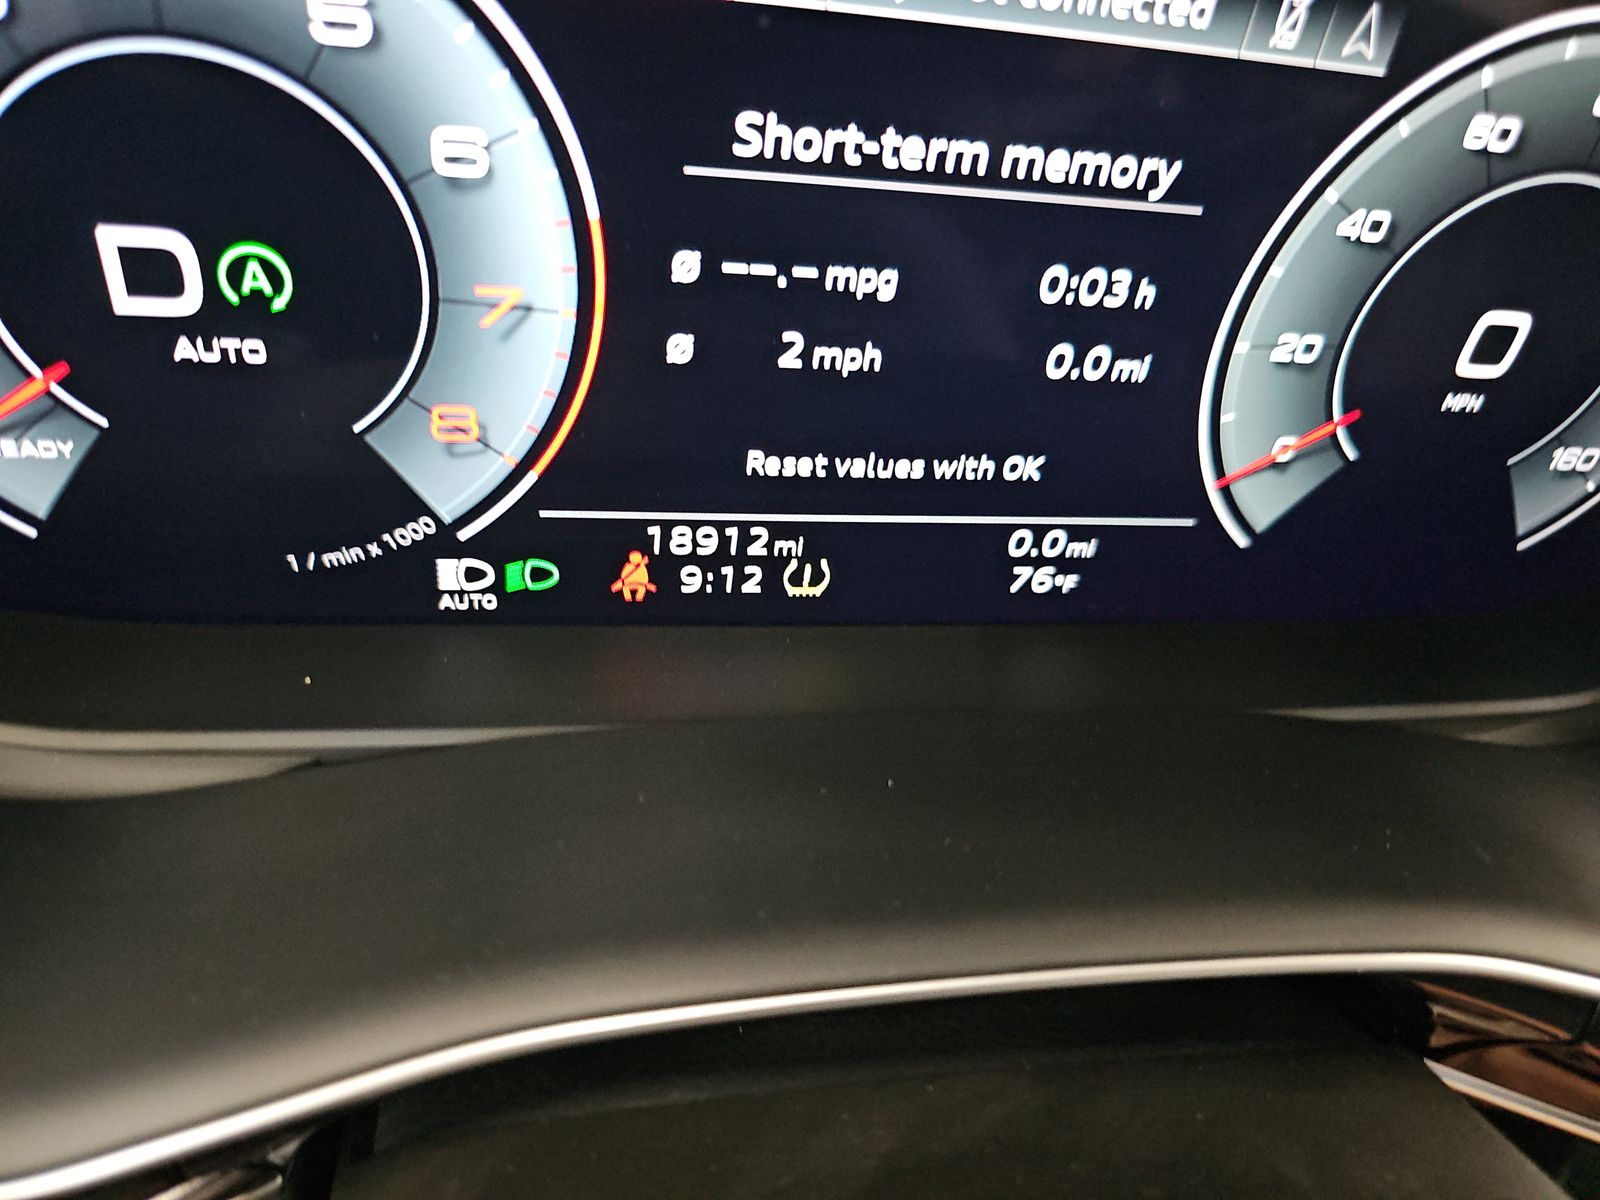 connected
5
6
7
8
D A
AUTO
1 / min x 1000
Short-term memory
Ø --.- mpg 0:03 h
Ø 2 mph 0.0 mi
Reset values with OK
18912 mi 0.0 mi
9:12 76°F
AUTO
0
20
40
60
160
0
MPH